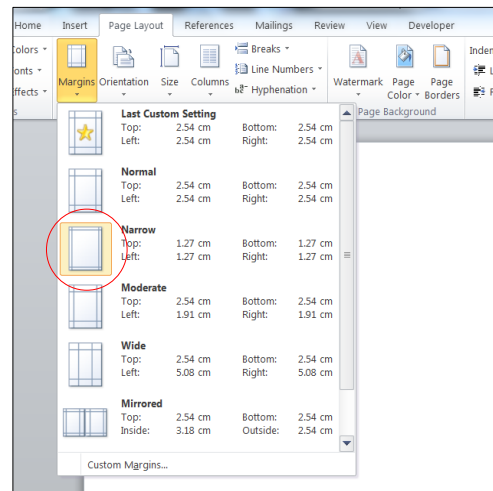 Home Insert Page Layout References Mailings Review View Developer
Colors
Fonts
Effects
Margins Orientation Size Columns
Breaks
Line Numbers
Hyphenation
Watermark Page Color Page Borders
Page Background
Last Custom Setting
Top: 2.54 cm Bottom: 2.54 cm
Left: 2.54 cm Right: 2.54 cm
Normal
Top: 2.54 cm Bottom: 2.54 cm
Left: 2.54 cm Right: 2.54 cm
Narrow
Top: 1.27 cm Bottom: 1.27 cm
Left: 1.27 cm Right: 1.27 cm
Moderate
Top: 2.54 cm Bottom: 2.54 cm
Left: 1.91 cm Right: 1.91 cm
Wide
Top: 2.54 cm Bottom: 2.54 cm
Left: 5.08 cm Right: 5.08 cm
Mirrored
Top: 2.54 cm Bottom: 2.54 cm
Inside: 3.18 cm Outside: 2.54 cm
Custom Margins...